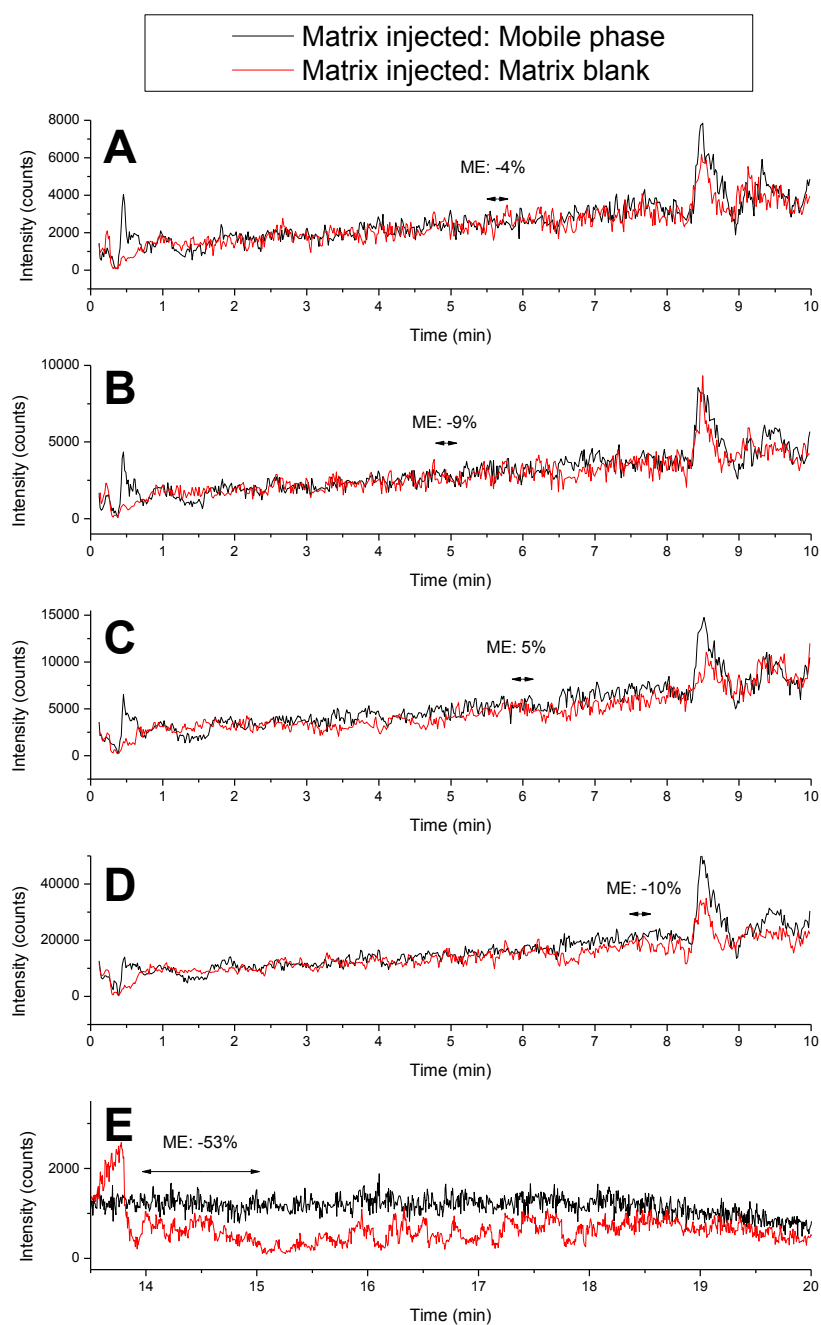 Matrix injected: Mobile phase
Matrix injected: Matrix blank
A
ME: -4%
Intensity (counts)
8000
6000
4000
2000
0
0 1 2 3 4 5 6 7 8 9 10
Time (min)
B
ME: -9%
Intensity (counts)
10000
5000
0
0 1 2 3 4 5 6 7 8 9 10
Time (min)
C
ME: 5%
Intensity (counts)
15000
10000
5000
0
0 1 2 3 4 5 6 7 8 9 10
Time (min)
D
ME: -10%
Intensity (counts)
40000
20000
0
0 1 2 3 4 5 6 7 8 9 10
Time (min)
E
ME: -53%
Intensity (counts)
2000
0
14 15 16 17 18 19 20
Time (min)